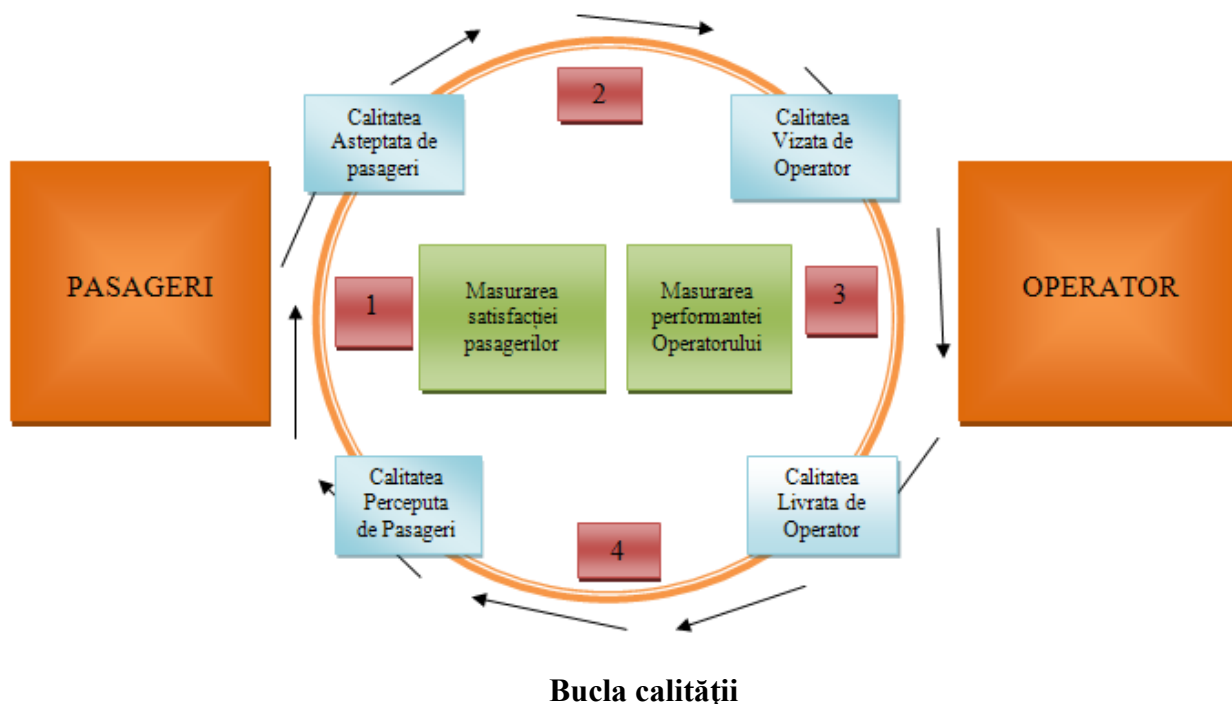 2
Calitatea
Asteptata de
pasageri
Calitatea
Vizata de
Operator
PASAGERI
1
Masurarea
satisfacției
pasagerilor
Masurarea
performantei
Operatorului
3
OPERATOR
Calitatea
Perceputa
de Pasageri
Calitatea
Livrata de
Operator
4
Bucla calităţii